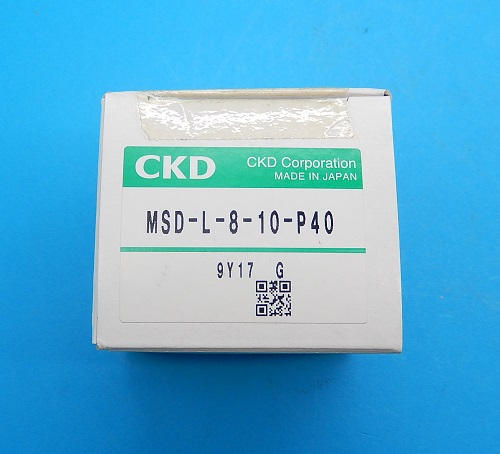 CKD
CKD Corporation
MADE IN JAPAN
MSD-L-8-10-P40
9Y17 G